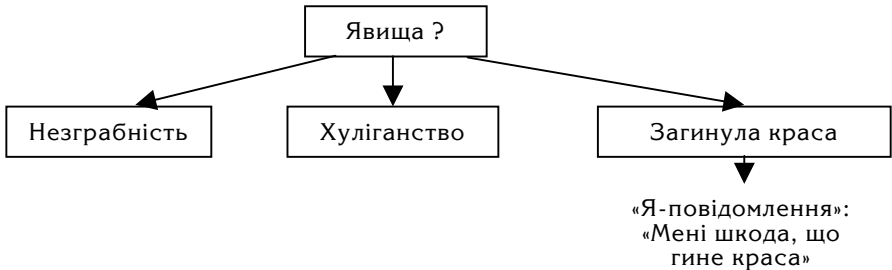 Явища ?
Незграбність
Хуліганство
Загинула краса
«Я-повідомлення»:
«Мені шкода, що
гине краса»